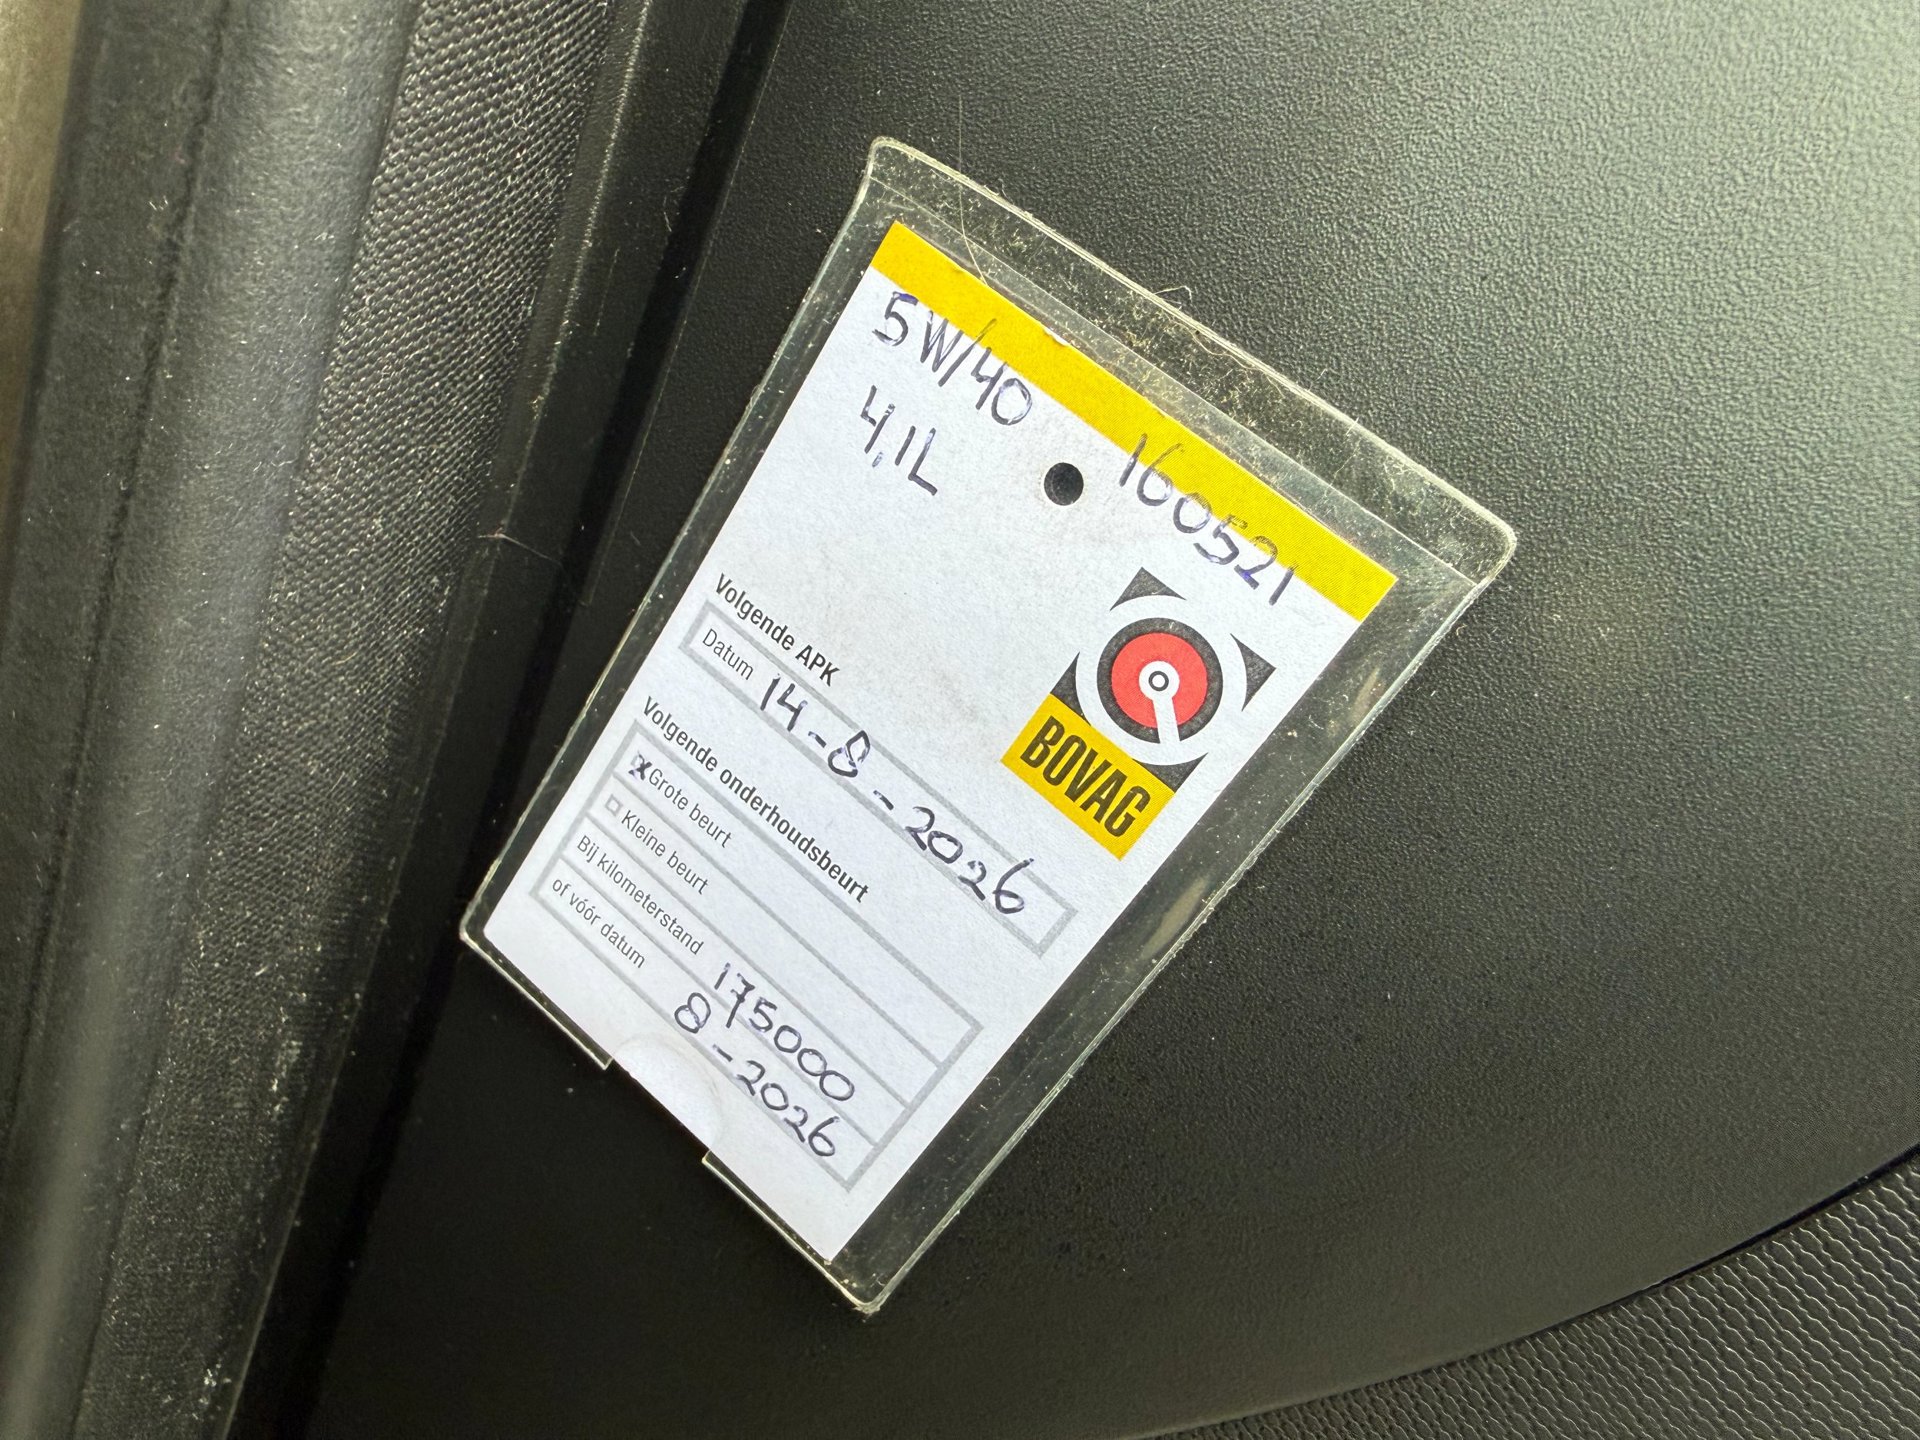 5W/40
4,1L
160521
BOVAG
Volgende APK
Datum 14-8-2026
Volgende onderhoudsbeurt
x Grote beurt
Kleine beurt
Bij kilometerstand 175000
of vóór datum 8-2026